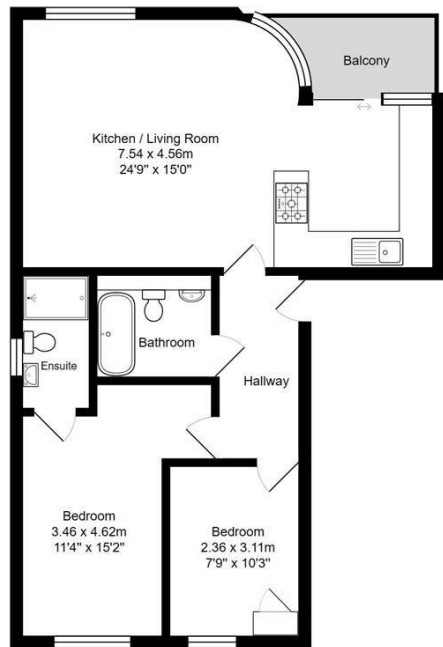 Balcony
Kitchen / Living Room
7.54 x 4.56m
24'9" x 15'0"
Bathroom
Ensuite
Hallway
Bedroom
3.46 x 4.62m
11'4" x 15'2"
Bedroom
2.36 x 3.11m
7'9" x 10'3"